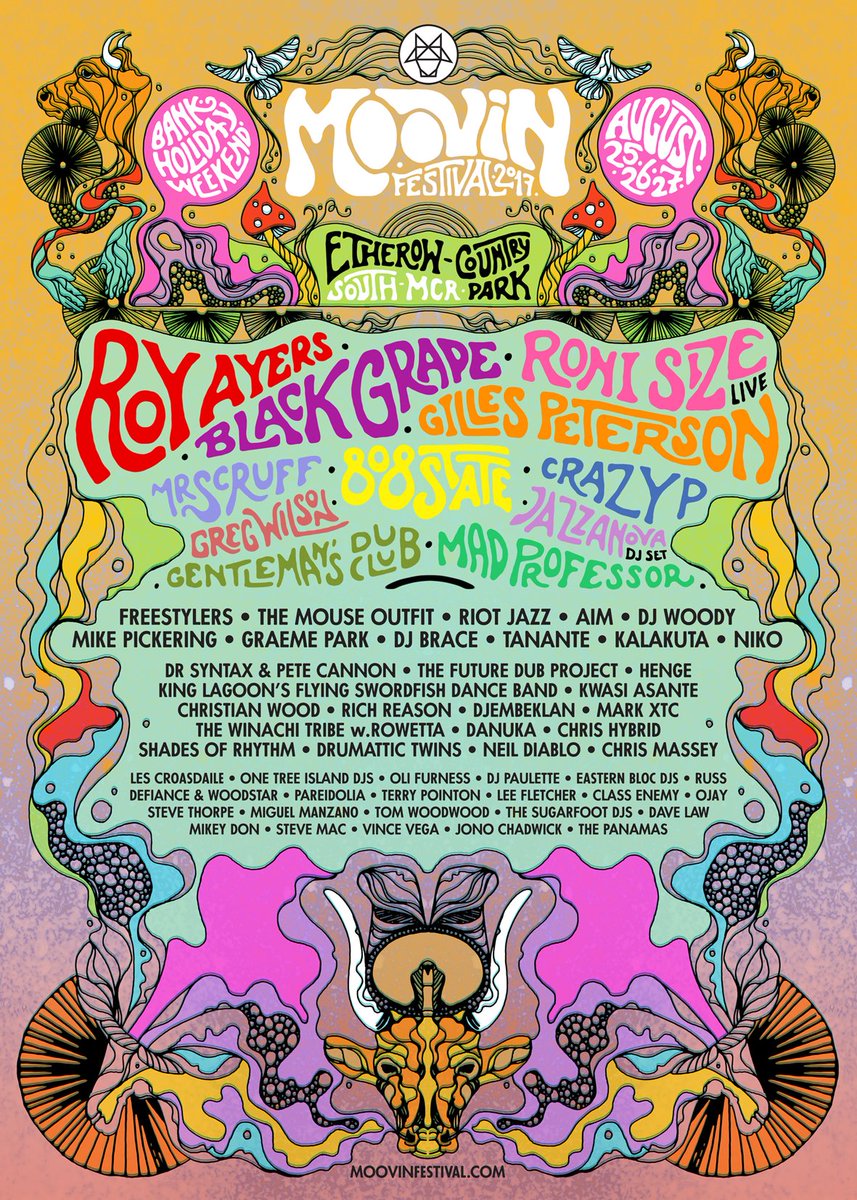 BANK HOLIDAY WEEKEND
MOOVIN
FESTIVAL·2017.
AUGUST. 25·26·27·
ETHEROW-COUNTRY
SOUTH·MCR·PARK
ROY AYERS · BLACK GRAPE · RONI SIZE LIVE
· GILLES PETERSON
MR SCRUFF · 808 STATE · CRAZY P
GREG WILSON · JAZZANOVA DJ SET
· GENTLEMAN'S DUB CLUB · MAD PROFESSOR ·
FREESTYLERS • THE MOUSE OUTFIT • RIOT JAZZ • AIM • DJ WOODY
MIKE PICKERING • GRAEME PARK • DJ BRACE • TANANTE • KALAKUTA • NIKO
DR SYNTAX & PETE CANNON • THE FUTURE DUB PROJECT • HENGE
KING LAGOON'S FLYING SWORDFISH DANCE BAND • KWASI ASANTE
CHRISTIAN WOOD • RICH REASON • DJEMBEKLAN • MARK XTC
THE WINACHI TRIBE w.ROWETTA • DANUKA • CHRIS HYBRID
SHADES OF RHYTHM • DRUMATTIC TWINS • NEIL DIABLO • CHRIS MASSEY
LES CROASDAILE • ONE TREE ISLAND DJS • OLI FURNESS • DJ PAULETTE • EASTERN BLOC DJS • RUSS
DEFIANCE & WOODSTAR • PAREIDOLIA • TERRY POINTON • LEE FLETCHER • CLASS ENEMY • OJAY
STEVE THORPE • MIGUEL MANZANO • TOM WOODWOOD • THE SUGARFOOT DJS • DAVE LAW
MIKEY DON • STEVE MAC • VINCE VEGA • JONO CHADWICK • THE PANAMAS
MOOVINFESTIVAL.COM